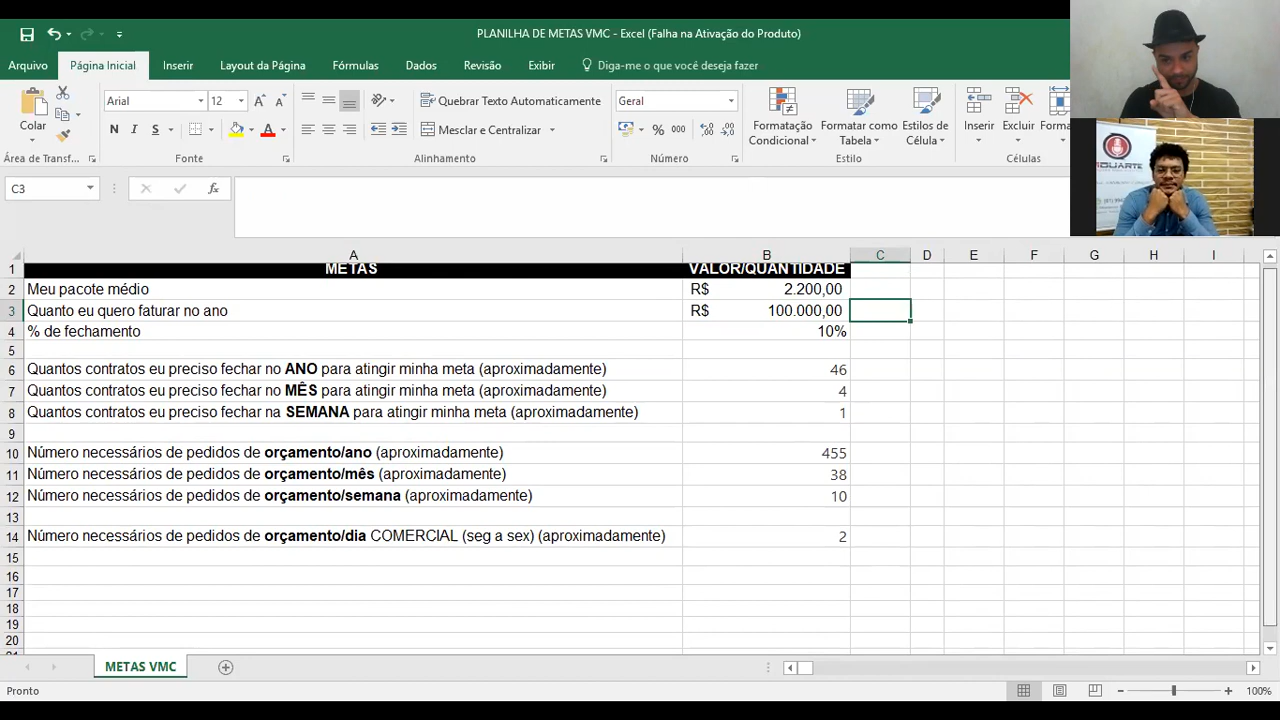 PLANILHA DE METAS VMC - Excel (Falha na Ativação do Produto)
Arquivo Página Inicial Inserir Layout da Página Fórmulas Dados Revisão Exibir Diga-me o que você deseja fazer
Colar
Arial 12
N I S
Quebrar Texto Automaticamente
Mesclar e Centralizar
Geral
% 000
Formatação Condicional
Formatar como Tabela
Estilos de Célula
Inserir Excluir Forma
Área de Transf... Fonte Alinhamento Número Estilo Células
C3 fx
A B C D E F G H I
1 METAS VALOR/QUANTIDADE
2 Meu pacote médio R$ 2.200,00
3 Quanto eu quero faturar no ano R$ 100.000,00
4 % de fechamento 10%
5
6 Quantos contratos eu preciso fechar no ANO para atingir minha meta (aproximadamente) 46
7 Quantos contratos eu preciso fechar no MÊS para atingir minha meta (aproximadamente) 4
8 Quantos contratos eu preciso fechar na SEMANA para atingir minha meta (aproximadamente) 1
9
10 Número necessários de pedidos de orçamento/ano (aproximadamente) 455
11 Número necessários de pedidos de orçamento/mês (aproximadamente) 38
12 Número necessários de pedidos de orçamento/semana (aproximadamente) 10
13
14 Número necessários de pedidos de orçamento/dia COMERCIAL (seg a sex) (aproximadamente) 2
15
16
17
18
19
20
METAS VMC
Pronto 100%